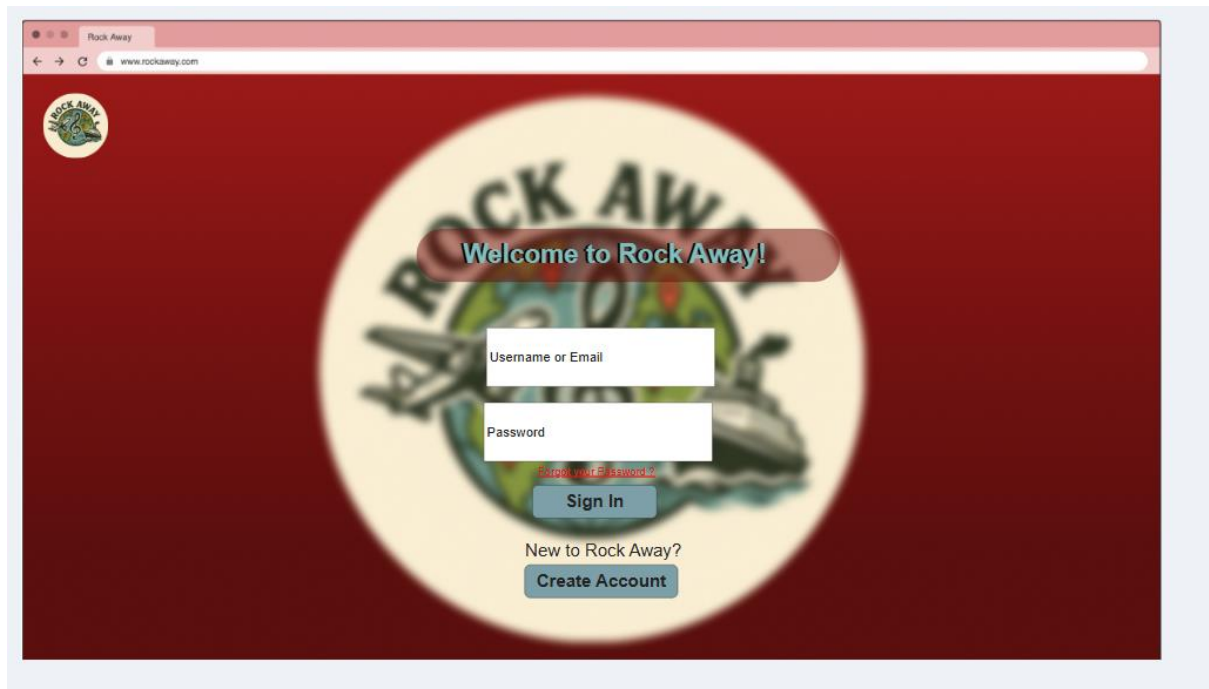 Rock Away
www.rockaway.com
ROCK AWAY
ROCK AWAY
Welcome to Rock Away!
Username or Email
Password
Forgot your Password ?
Sign In
New to Rock Away?
Create Account